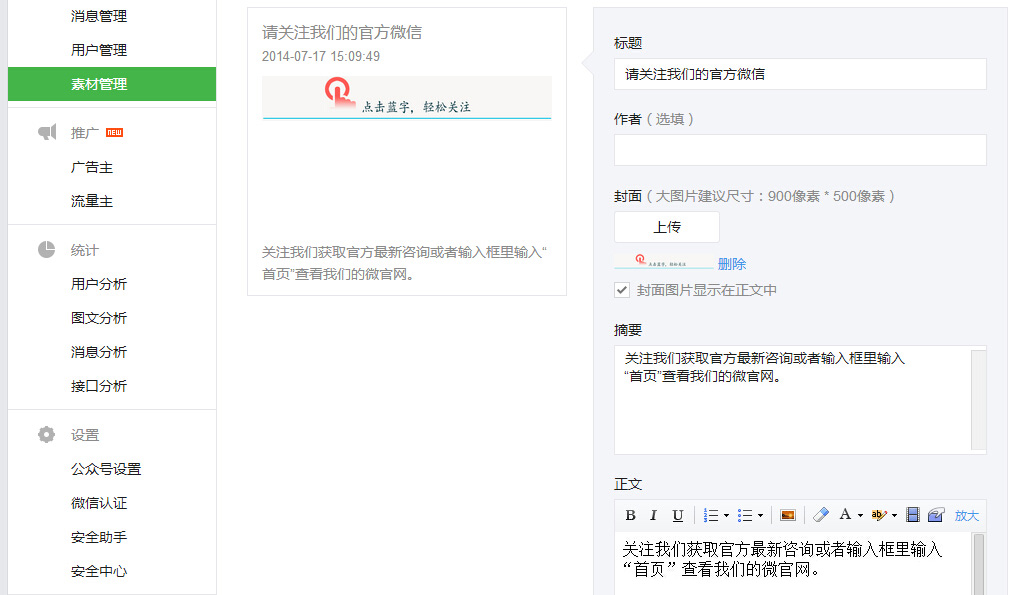 消息管理
用户管理
素材管理
推广 NEW
广告主
流量主
统计
用户分析
图文分析
消息分析
接口分析
设置
公众号设置
微信认证
安全助手
安全中心
请关注我们的官方微信
2014-07-17 15:09:49
点击蓝字，轻松关注
关注我们获取官方最新咨询或者输入框里输入“
首页”查看我们的微官网。
标题
请关注我们的官方微信
作者（选填）
封面（大图片建议尺寸：900像素 * 500像素）
上传
点击蓝字，轻松关注 删除
封面图片显示在正文中
摘要
关注我们获取官方最新咨询或者输入框里输入
“首页”查看我们的微官网。
正文
B I U A ab 放大
关注我们获取官方最新咨询或者输入框里输入
“首页”查看我们的微官网。